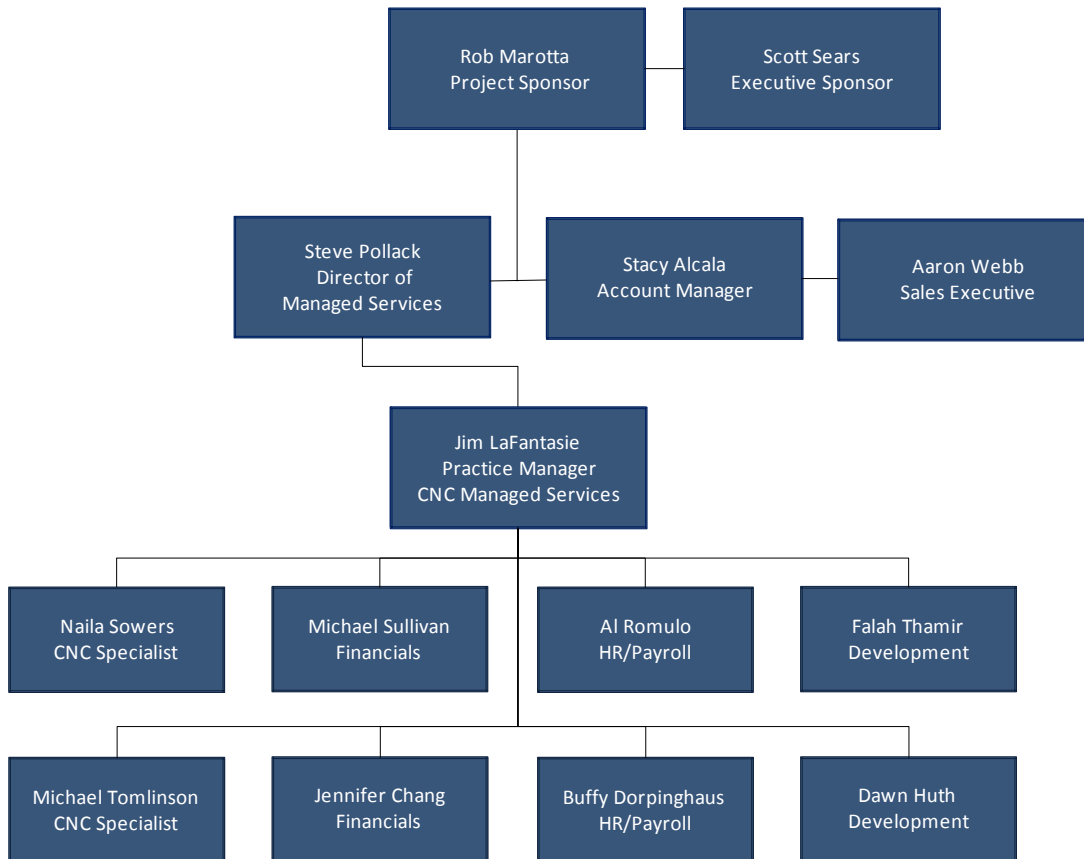 Rob Marotta
Project Sponsor
Scott Sears
Executive Sponsor
Steve Pollack
Director of
Managed Services
Stacy Alcala
Account Manager
Aaron Webb
Sales Executive
Jim LaFantasie
Practice Manager
CNC Managed Services
Naila Sowers
CNC Specialist
Michael Sullivan
Financials
Al Romulo
HR/Payroll
Falah Thamir
Development
Michael Tomlinson
CNC Specialist
Jennifer Chang
Financials
Buffy Dorpinghaus
HR/Payroll
Dawn Huth
Development